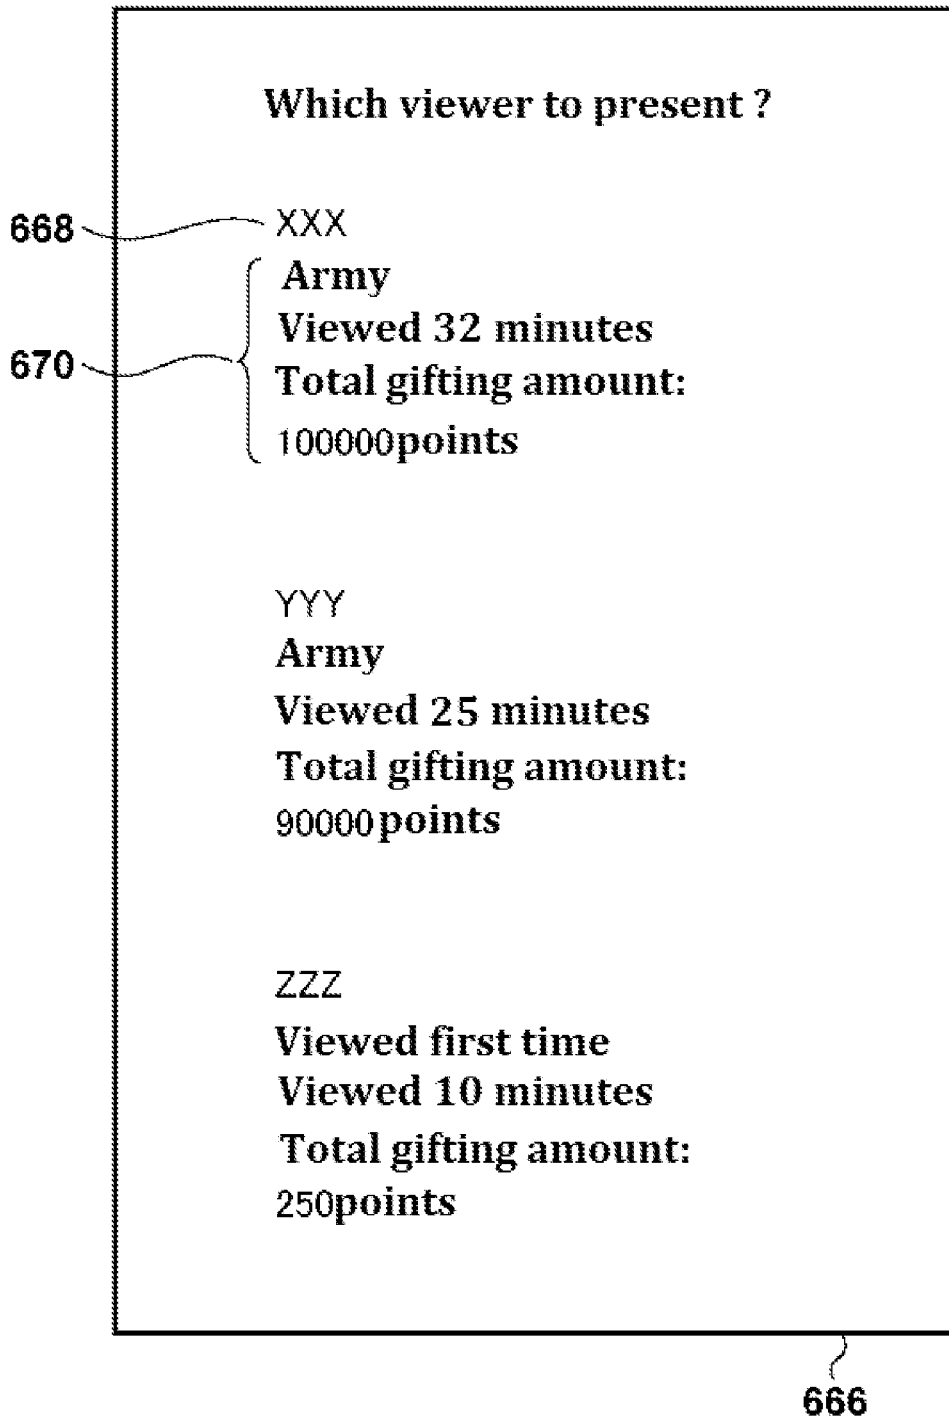 Which viewer to present ?
668
XXX
Army
Viewed 32 minutes
670
Total gifting amount:
100000points
YYY
Army
Viewed 25 minutes
Total gifting amount:
90000points
ZZZ
Viewed first time
Viewed 10 minutes
Total gifting amount:
250points
666